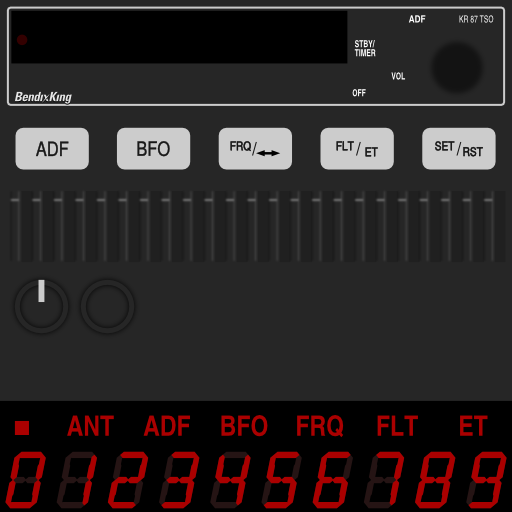 ADF KR 87 TSO
STBY/
TIMER
VOL
OFF
BendixKing
ADF BFO FRQ/↔ FLT/ET SET/RST
ANT ADF BFO FRQ FLT ET
0123456789